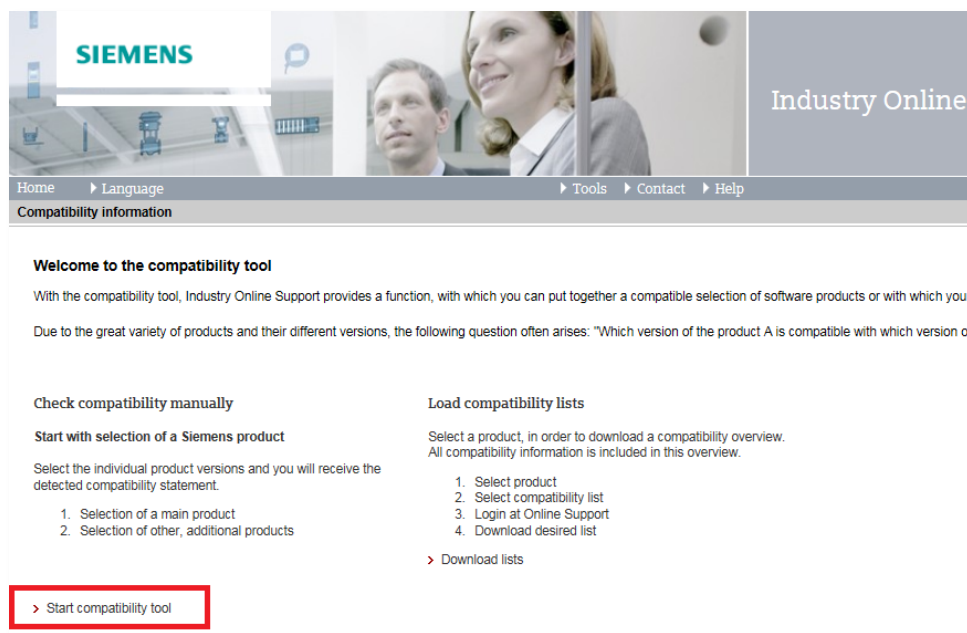 SIEMENS
Industry Online
Home Language Tools Contact Help
Compatibility information
Welcome to the compatibility tool
With the compatibility tool, Industry Online Support provides a function, with which you can put together a compatible selection of software products or with which you
Due to the great variety of products and their different versions, the following question often arises: "Which version of the product A is compatible with which version o
Check compatibility manually
Start with selection of a Siemens product
Select the individual product versions and you will receive the
detected compatibility statement.
1. Selection of a main product
2. Selection of other, additional products
Load compatibility lists
Select a product, in order to download a compatibility overview.
All compatibility information is included in this overview.
1. Select product
2. Select compatibility list
3. Login at Online Support
4. Download desired list
Download lists
Start compatibility tool